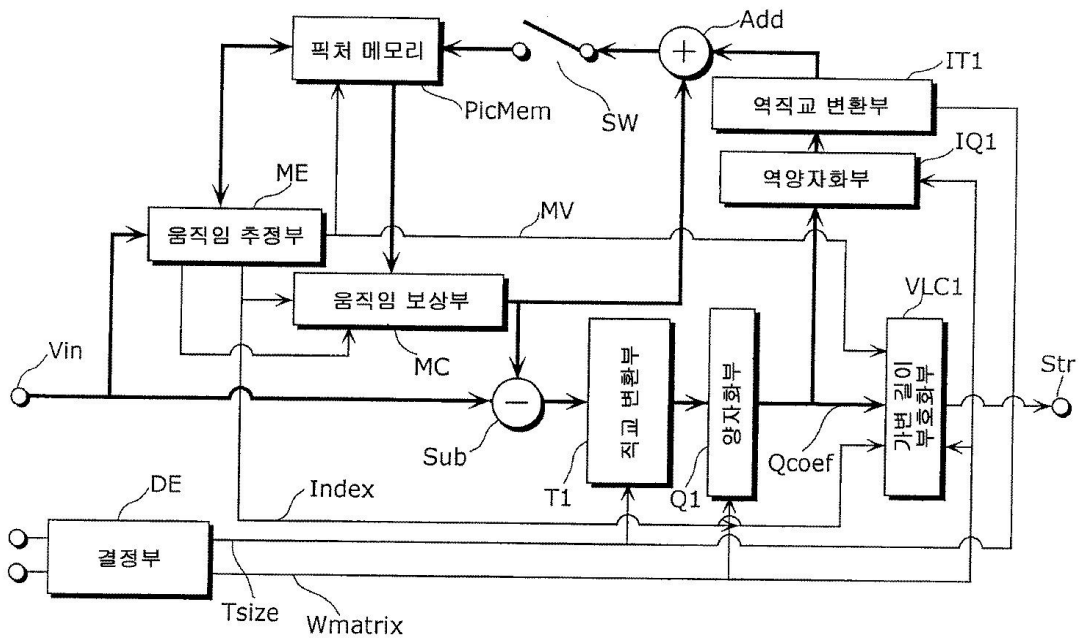 Add
픽처 메모리
IT1
PicMem
SW
역직교 변환부
IQ1
ME
역양자화부
움직임 추정부
MV
VLC1
움직임 보상부
Vin
MC
직교 변환부
양자화부
가변 길이
부호화부
Str
Sub
Qcoef
T1
Q1
DE
Index
결정부
Tsize
Wmatrix